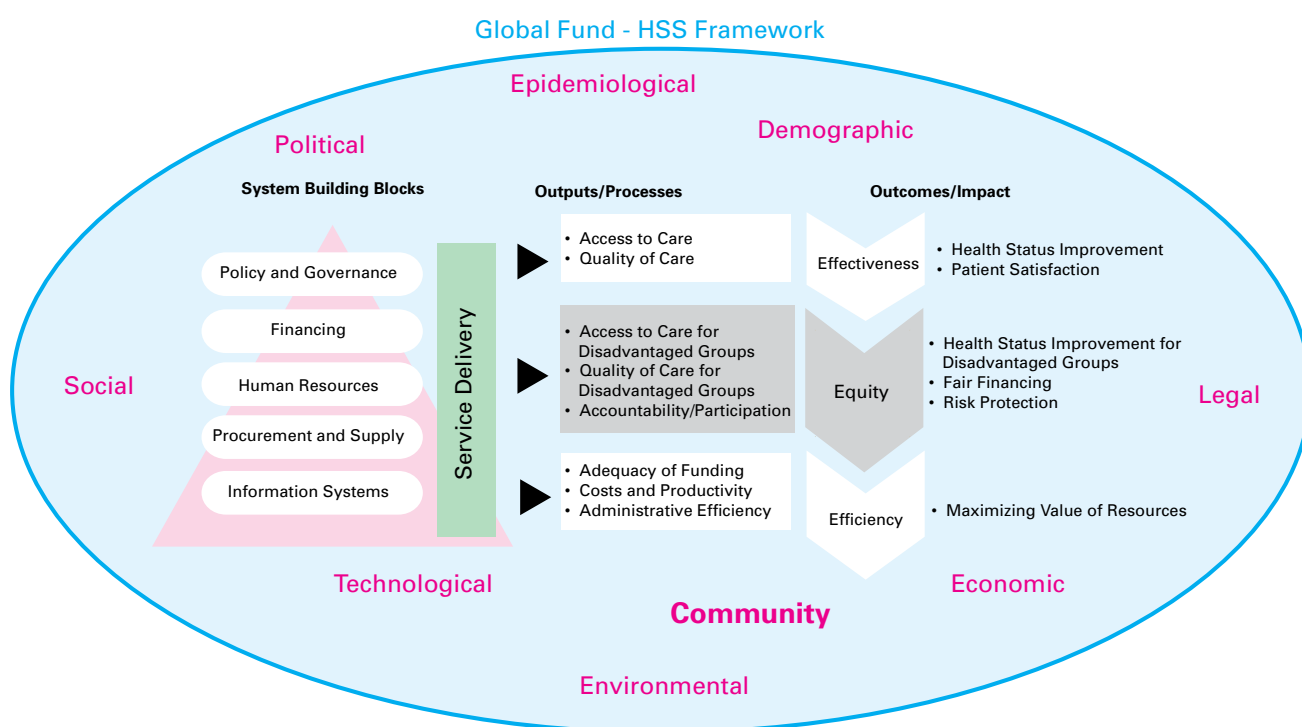 Global Fund - HSS Framework
Epidemiological
Demographic
Political
System Building Blocks
Outputs/Processes
Outcomes/Impact
Policy and Governance
Financing
Human Resources
Procurement and Supply
Information Systems
Service Delivery
• Access to Care
• Quality of Care
• Access to Care for
Disadvantaged Groups
• Quality of Care for
Disadvantaged Groups
• Accountability/Participation
• Adequacy of Funding
• Costs and Productivity
• Administrative Efficiency
Effectiveness
• Health Status Improvement
• Patient Satisfaction
Equity
• Health Status Improvement for
Disadvantaged Groups
• Fair Financing
• Risk Protection
Efficiency
• Maximizing Value of Resources
Social
Legal
Technological
Economic
Community
Environmental